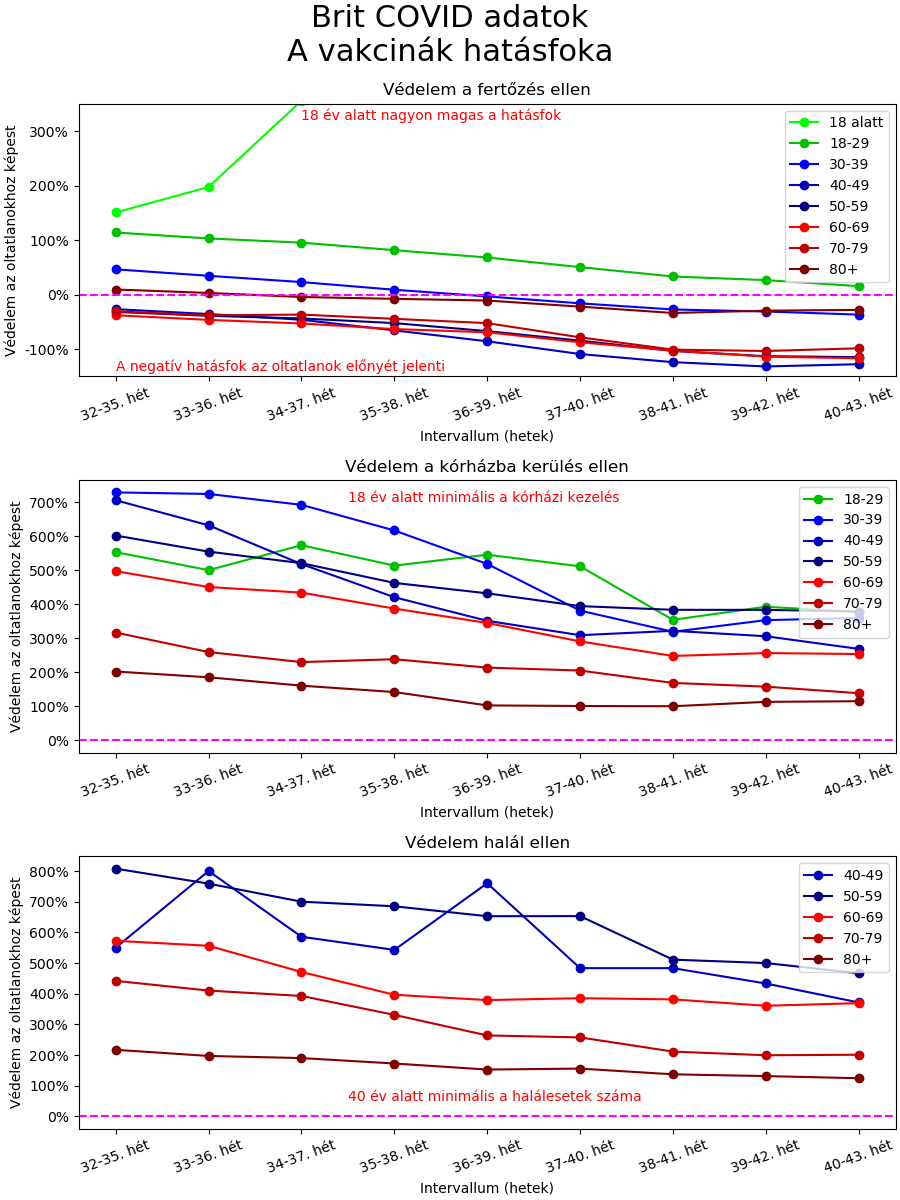 Brit COVID adatok
A vakcinák hatásfoka
Védelem a fertőzés ellen
Védelem az oltatlanokhoz képest
300%
200%
100%
0%
-100%
18 év alatt nagyon magas a hatásfok
A negatív hatásfok az oltatlanok előnyét jelenti
18 alatt
18-29
30-39
40-49
50-59
60-69
70-79
80+
32-35. hét
33-36. hét
34-37. hét
35-38. hét
36-39. hét
37-40. hét
38-41. hét
39-42. hét
40-43. hét
Intervallum (hetek)
Védelem a kórházba kerülés ellen
Védelem az oltatlanokhoz képest
700%
600%
500%
400%
300%
200%
100%
0%
18 év alatt minimális a kórházi kezelés
18-29
30-39
40-49
50-59
60-69
70-79
80+
32-35. hét
33-36. hét
34-37. hét
35-38. hét
36-39. hét
37-40. hét
38-41. hét
39-42. hét
40-43. hét
Intervallum (hetek)
Védelem halál ellen
Védelem az oltatlanokhoz képest
800%
700%
600%
500%
400%
300%
200%
100%
0%
40-49
50-59
60-69
70-79
80+
40 év alatt minimális a halálesetek száma
32-35. hét
33-36. hét
34-37. hét
35-38. hét
36-39. hét
37-40. hét
38-41. hét
39-42. hét
40-43. hét
Intervallum (hetek)